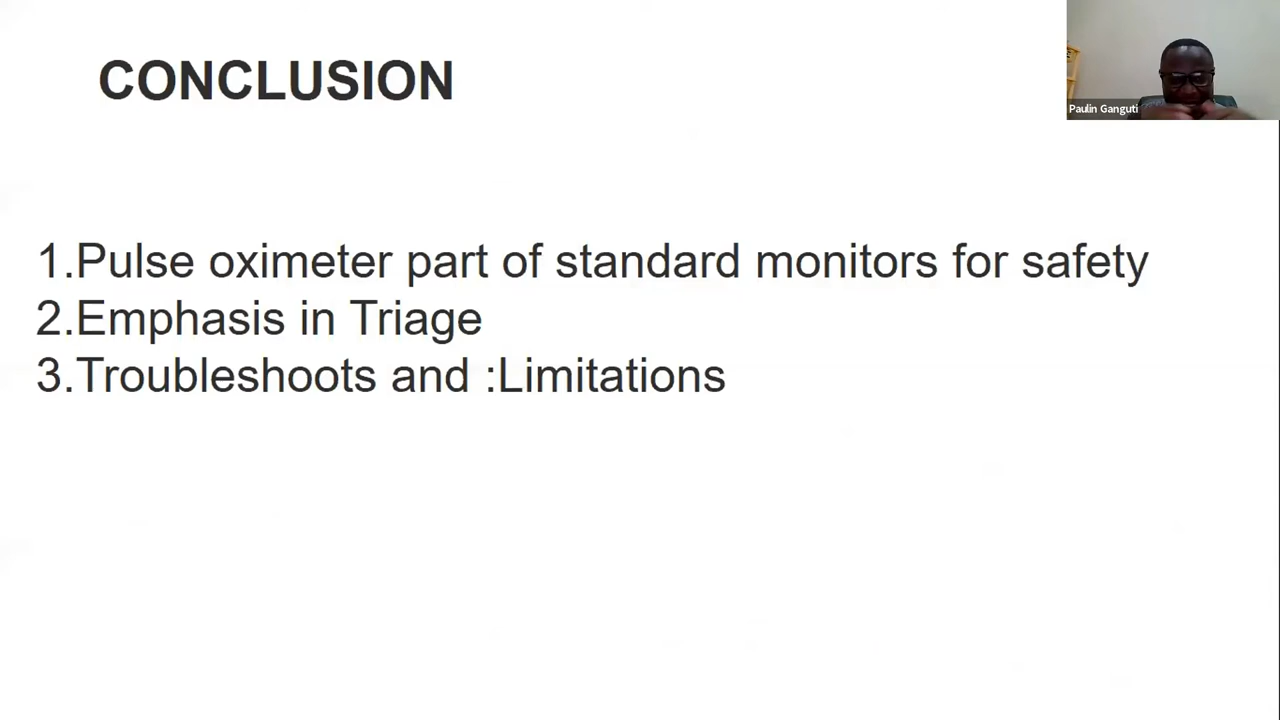 CONCLUSION
Paulin Ganguti
1.Pulse oximeter part of standard monitors for safety
2.Emphasis in Triage
3.Troubleshoots and :Limitations